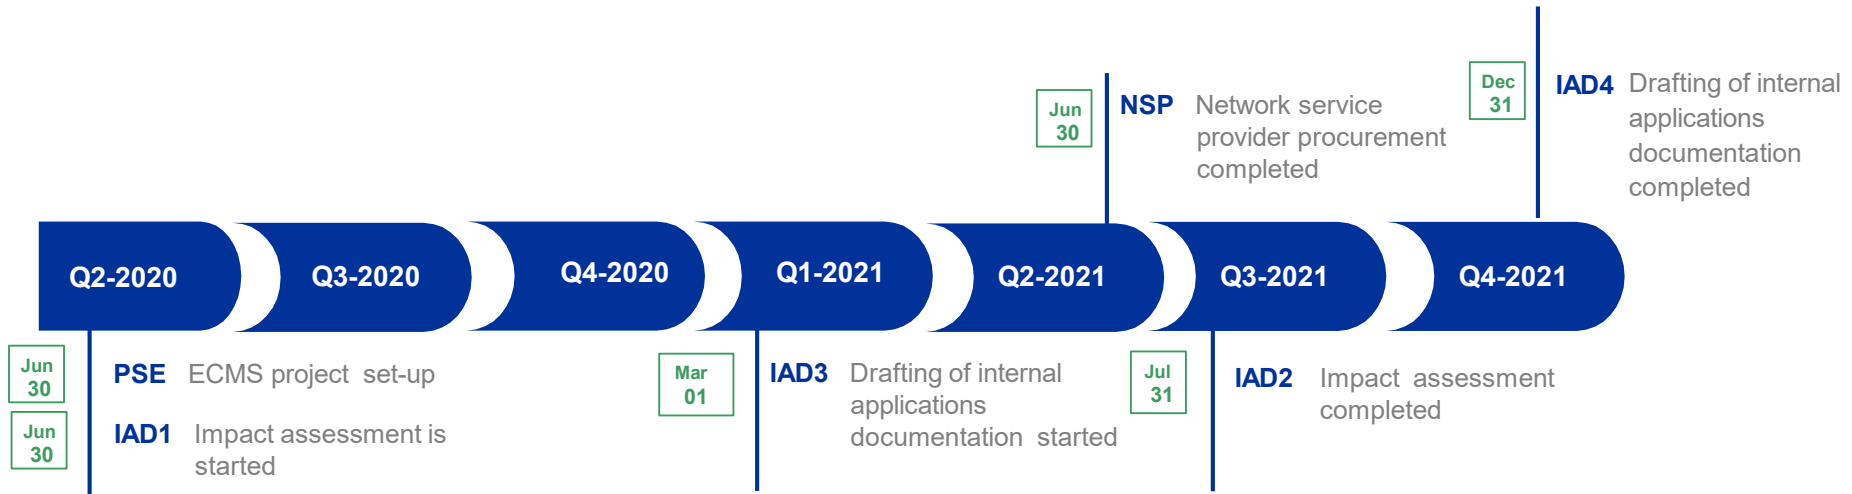 Dec
31
IAD4 Drafting of internal
applications
documentation
completed
Jun
30
NSP Network service
provider procurement
completed
Q2-2020 Q3-2020 Q4-2020 Q1-2021 Q2-2021 Q3-2021 Q4-2021
Jun
30
PSE ECMS project set-up
Jun
30
IAD1 Impact assessment is
started
Mar
01
IAD3 Drafting of internal
applications
documentation started
Jul
31
IAD2 Impact assessment
completed